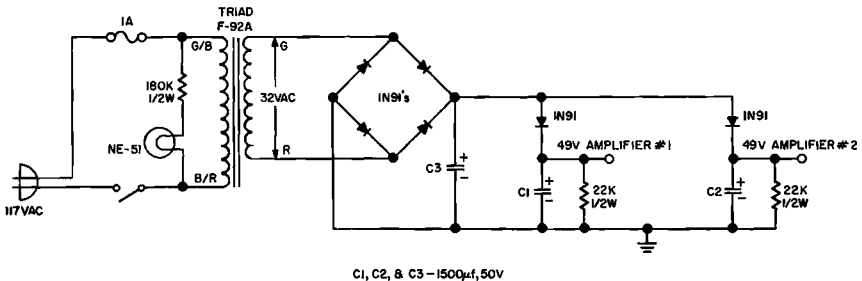 TRIAD
F-92A
1A
G/B
G
180K
1/2W
32VAC
1N91's
1N91
1N91
NE-51
49V AMPLIFIER #1
49V AMPLIFIER #2
R
C3
+
-
B/R
C1
+
-
22K
1/2W
C2
+
-
22K
1/2W
117VAC
C1, C2, & C3 - 1500µf, 50V